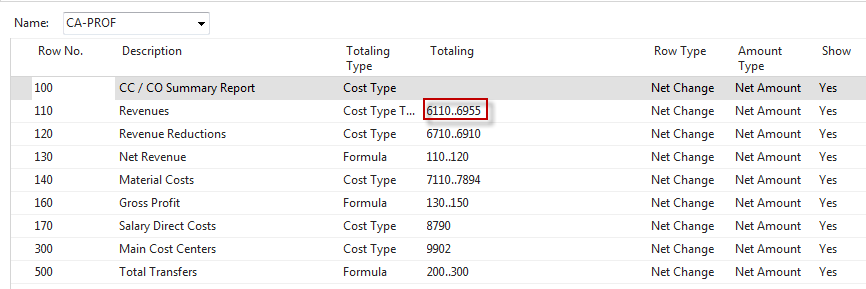 Name: CA-PROF
Row No. Description Totaling Type Totaling Row Type Amount Type Show
100 CC / CO Summary Report Cost Type Net Change Net Amount Yes
110 Revenues Cost Type T... 6110..6955 Net Change Net Amount Yes
120 Revenue Reductions Cost Type 6710..6910 Net Change Net Amount Yes
130 Net Revenue Formula 110..120 Net Change Net Amount Yes
140 Material Costs Cost Type 7110..7894 Net Change Net Amount Yes
160 Gross Profit Formula 130..150 Net Change Net Amount Yes
170 Salary Direct Costs Cost Type 8790 Net Change Net Amount Yes
300 Main Cost Centers Cost Type 9902 Net Change Net Amount Yes
500 Total Transfers Formula 200..300 Net Change Net Amount Yes